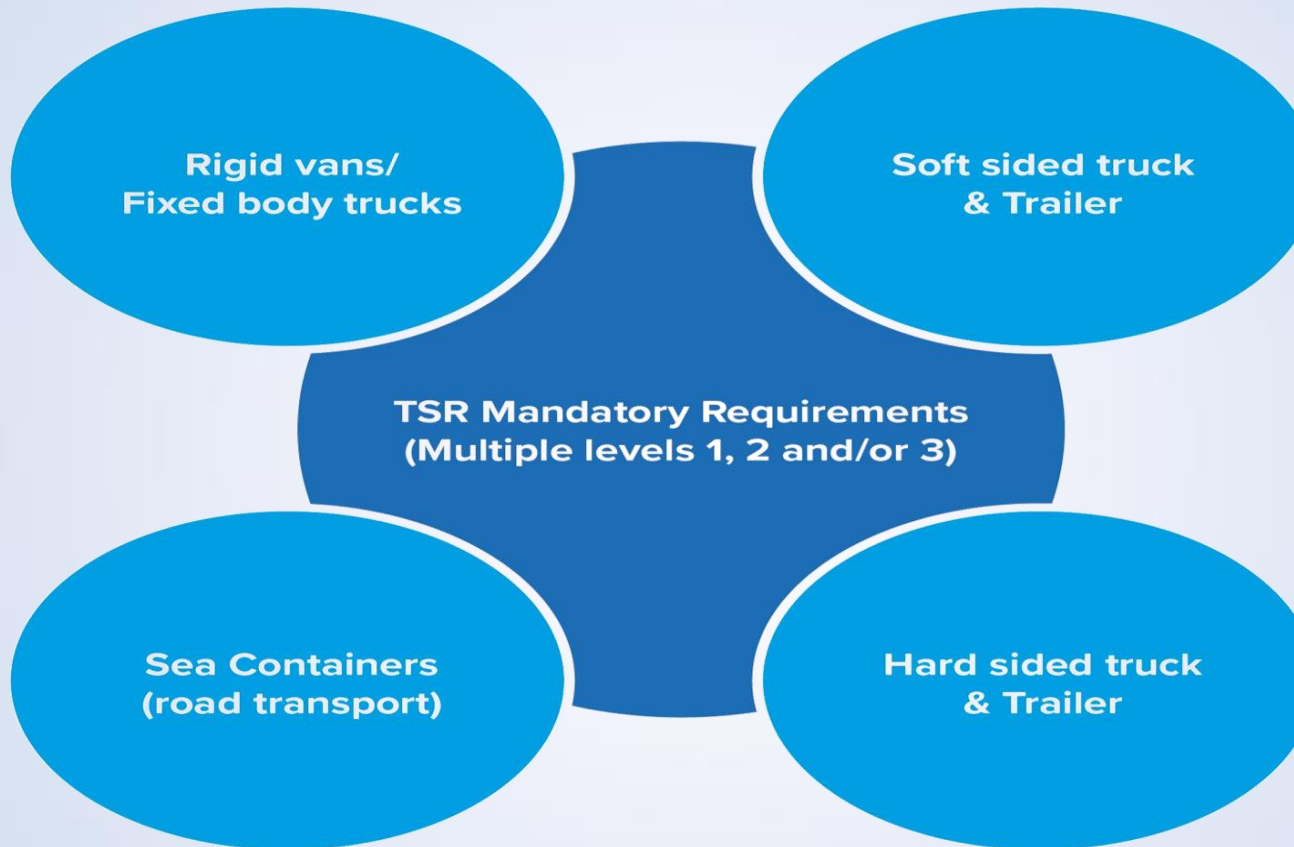 Rigid vans/
Fixed body trucks
Soft sided truck
& Trailer
TSR Mandatory Requirements
(Multiple levels 1, 2 and/or 3)
Sea Containers
(road transport)
Hard sided truck
& Trailer